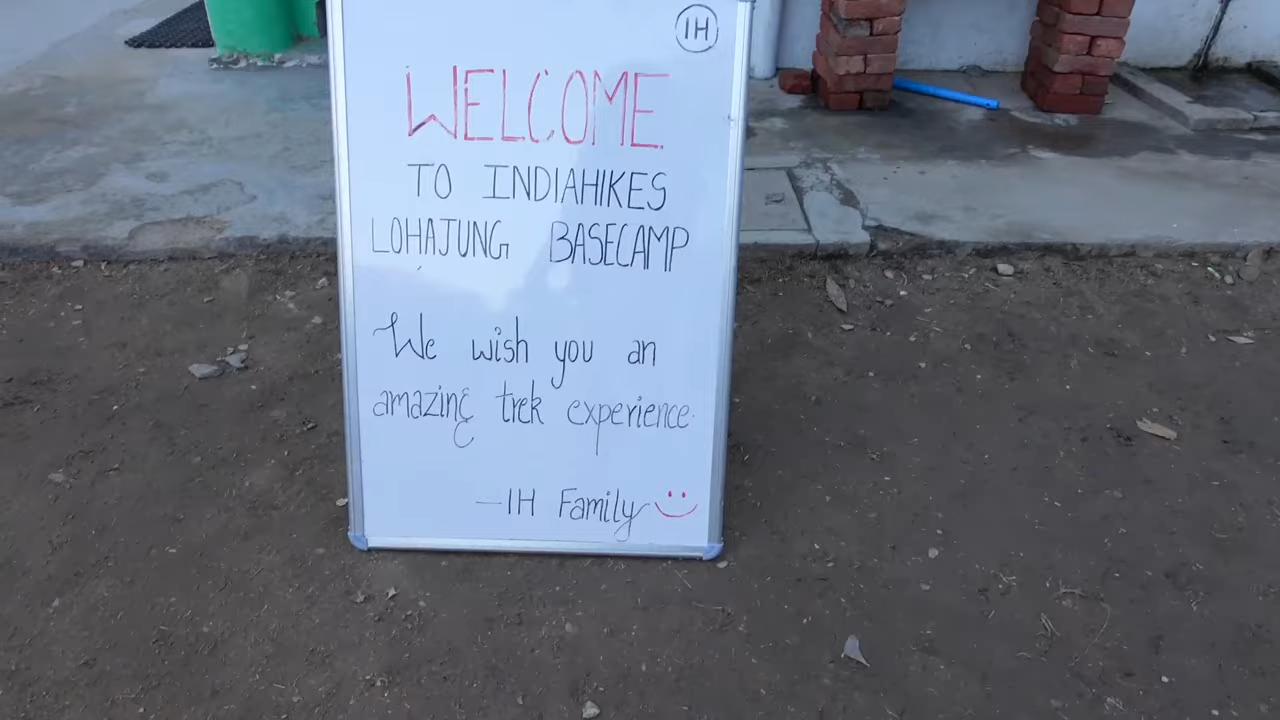 IH
WELCOME
TO INDIAHIKES
LOHAJUNG BASECAMP
We wish you an
amazing trek experience.
—IH Family